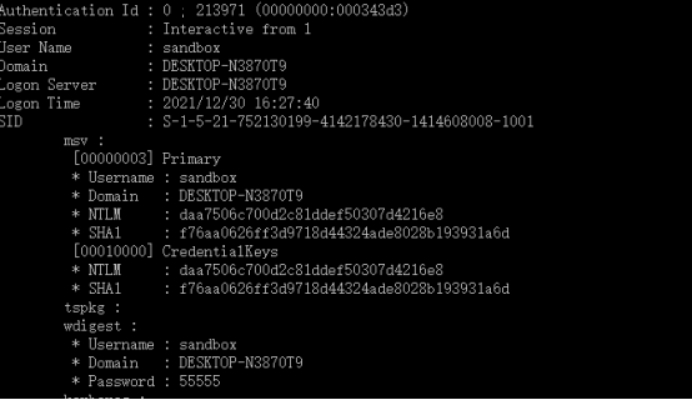 Authentication Id : 0 ; 213971 (00000000:000343d3)
Session           : Interactive from 1
User Name         : sandbox
Domain            : DESKTOP-N3870T9
Logon Server      : DESKTOP-N3870T9
Logon Time        : 2021/12/30 16:27:40
SID               : S-1-5-21-752130199-4142178430-1414608008-1001
        msv :
         [00000003] Primary
         * Username : sandbox
         * Domain   : DESKTOP-N3870T9
         * NTLM     : daa7506c700d2c81ddef50307d4216e8
         * SHA1     : f76aa0626ff3d9718d44324ade8028b193931a6d
         [00010000] CredentialKeys
         * NTLM     : daa7506c700d2c81ddef50307d4216e8
         * SHA1     : f76aa0626ff3d9718d44324ade8028b193931a6d
        tspkg :
        wdigest :
         * Username : sandbox
         * Domain   : DESKTOP-N3870T9
         * Password : 55555